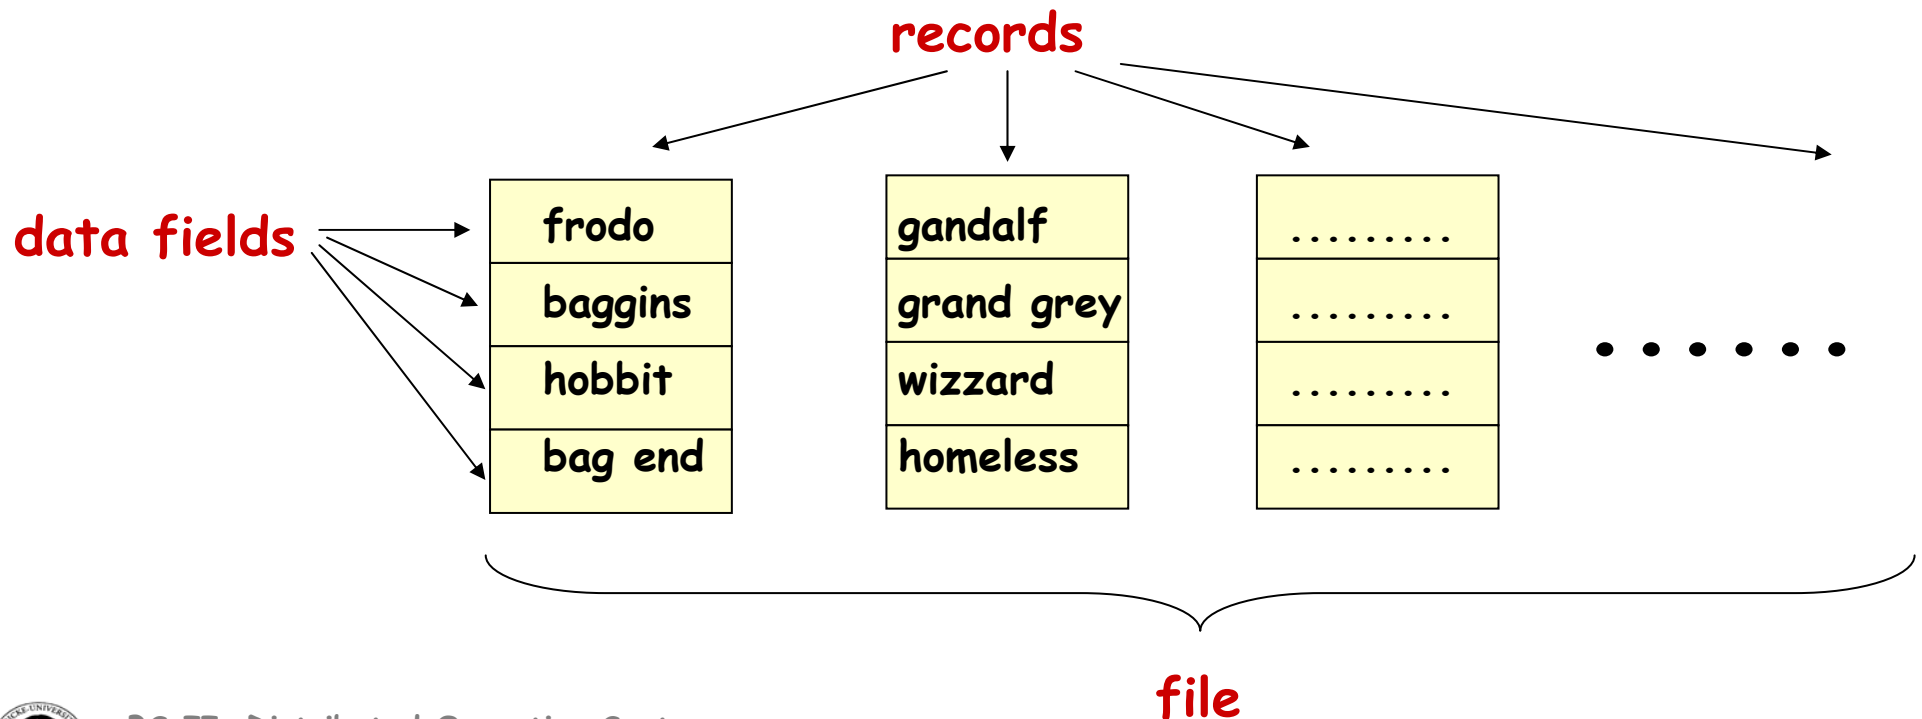 records
data fields
frodo
baggins
hobbit
bag end
gandalf
grand grey
wizzard
homeless
.........
.........
.........
.........
......
file